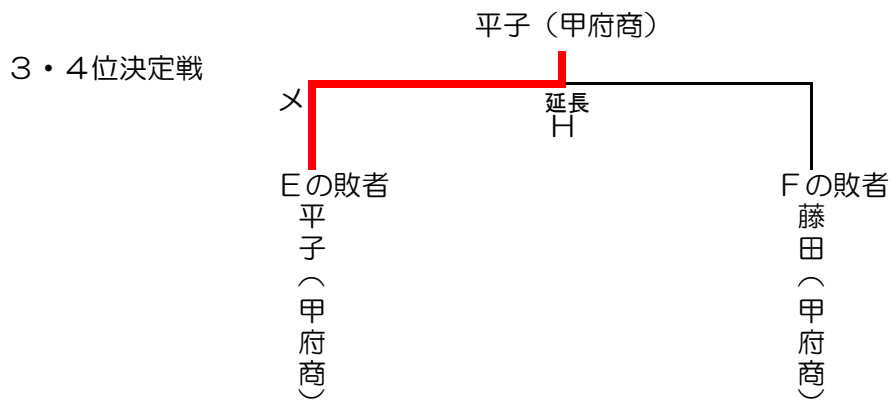 平子（甲府商）
３・４位決定戦
メ
延長
Ｈ
Ｅの敗者
平子（甲府商）
Ｆの敗者
藤田（甲府商）